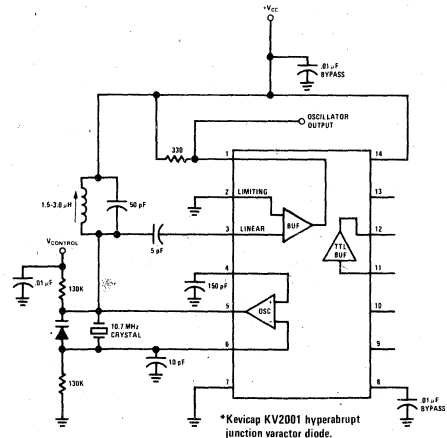 +VCC
.01 µF
BYPASS
OSCILLATOR
OUTPUT
330
1
14
2
LIMITING
13
1.5-3.0 µH
50 pF
BUF
3
LINEAR
12
VCONTROL
5 pF
TTL
BUF
4
11
.01 µF
130K
150 pF
+
5
OSC
10
10.7 MHz
CRYSTAL
-
6
9
10 pF
130K
7
8
.01 µF
BYPASS
*Kevicap KV2001 hyperabrupt
junction varactor diode.